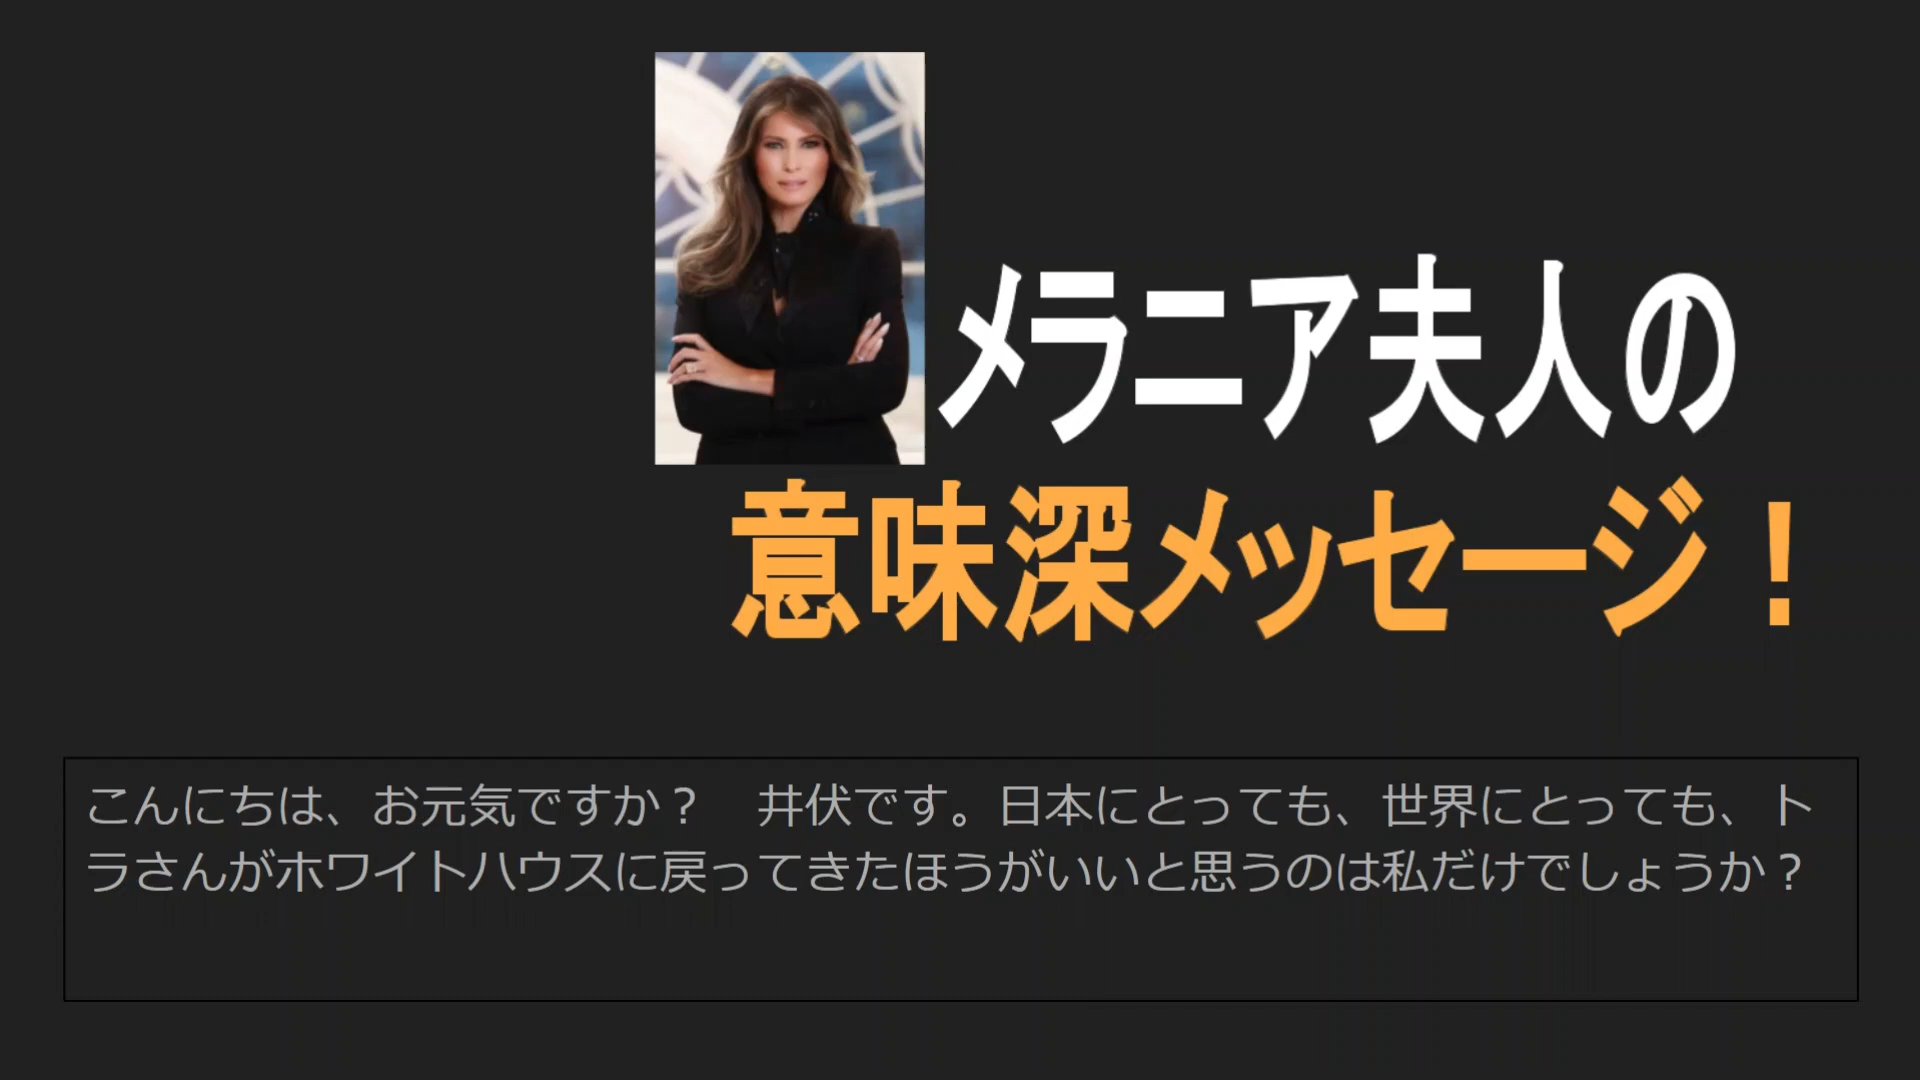 メラニア夫人の
意味深メッセージ！
こんにちは、お元気ですか？　井伏です。日本にとっても、世界にとっても、ト
ラさんがホワイトハウスに戻ってきたほうがいいと思うのは私だけでしょうか？